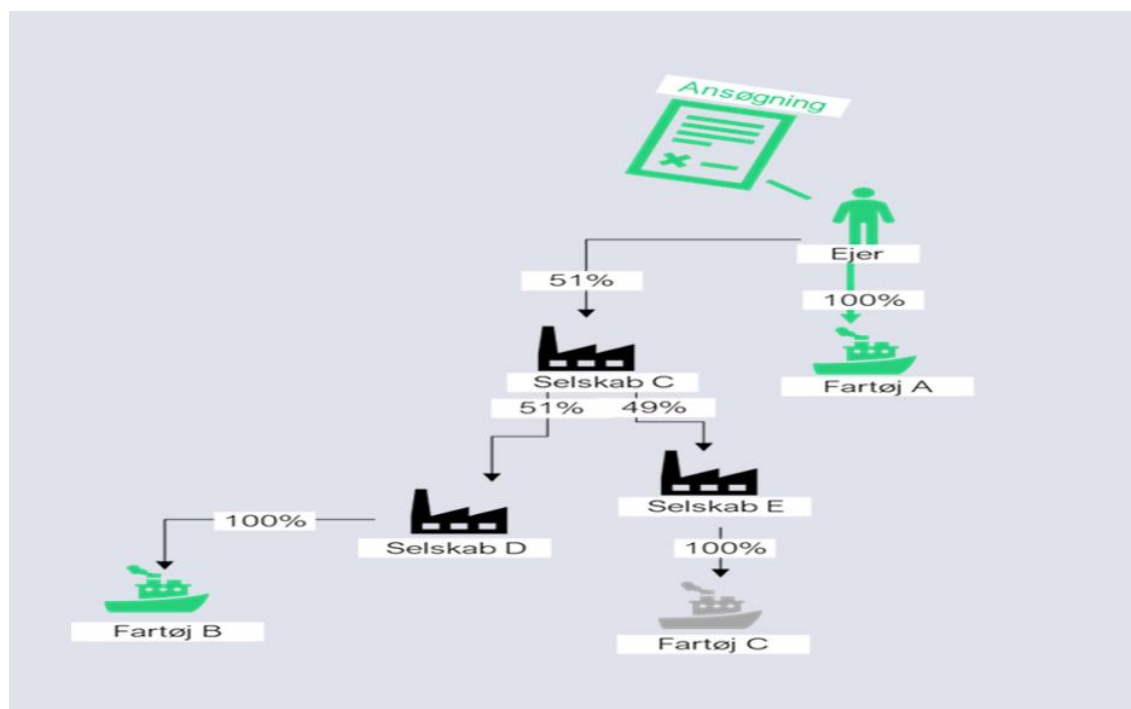 Ansøgning
Ejer
51%
100%
Selskab C
Fartøj A
51% 49%
Selskab E
100%
Selskab D
100%
Fartøj B
Fartøj C